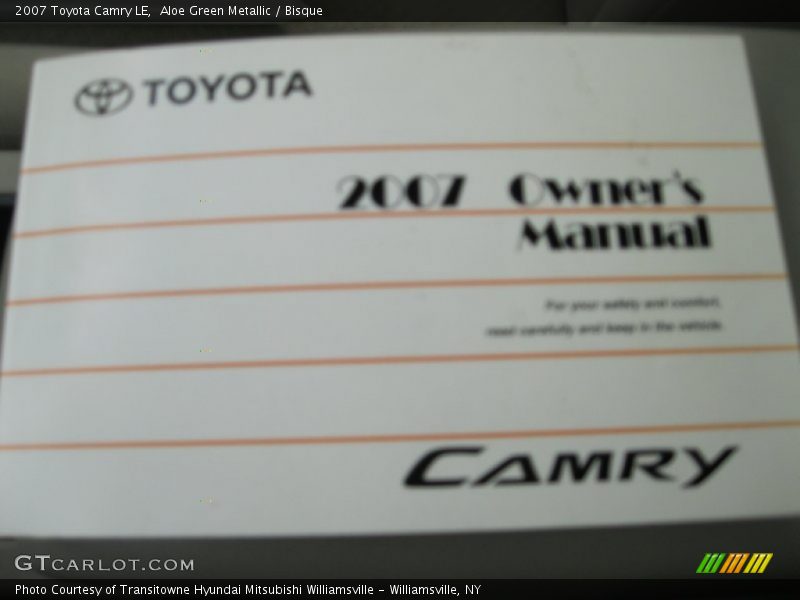 2007 Toyota Camry LE,  Aloe Green Metallic / Bisque
TOYOTA
2007 Owner's
Manual
For your safety and comfort,
read carefully and keep in the vehicle.
CAMRY
GTCARLOT.COM
Photo Courtesy of Transitowne Hyundai Mitsubishi Williamsville – Williamsville, NY